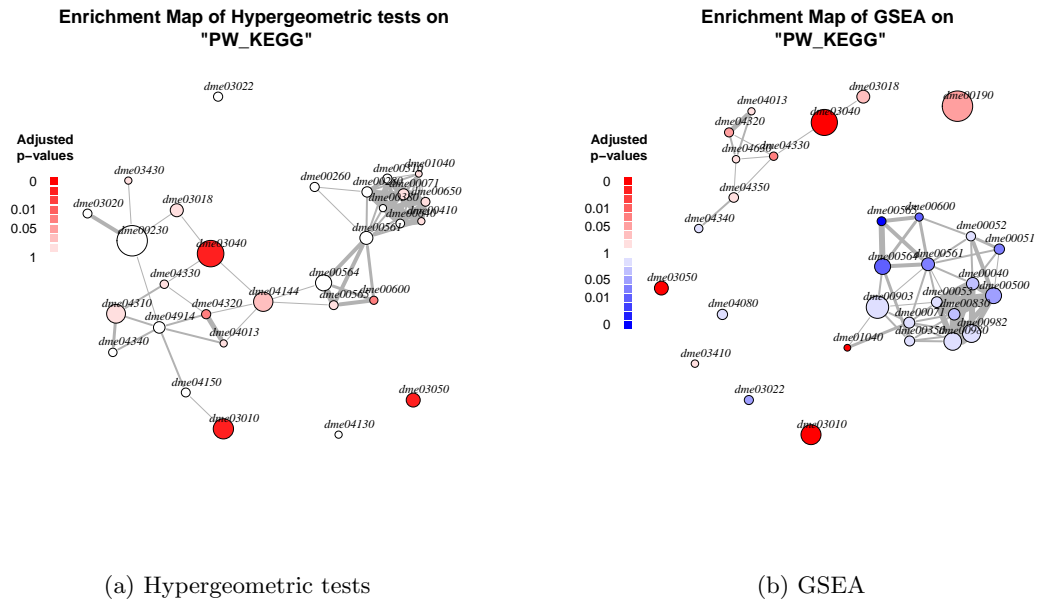 Enrichment Map of Hypergeometric tests on
"PW_KEGG"
Adjusted
p−values
0
0.01
0.05
1
dme03022
dme03430
dme03020
dme03018
dme00230
dme03040
dme04330
dme04310
dme04320
dme04144
dme04914
dme04340
dme04013
dme04150
dme03010
dme03050
dme04130
dme00260
dme01040
dme00071
dme00650
dme00410
dme00561
dme00564
dme00600
(a) Hypergeometric tests
Enrichment Map of GSEA on
"PW_KEGG"
Adjusted
p−values
0
0.01
0.05
1
0.05
0.01
0
dme03018
dme00190
dme04013
dme04320
dme03040
dme04330
dme04350
dme04340
dme03050
dme04080
dme03410
dme03022
dme03010
dme00600
dme00052
dme00051
dme00564
dme00561
dme00040
dme00500
dme00903
dme00071
dme00982
dme00980
dme01040
(b) GSEA